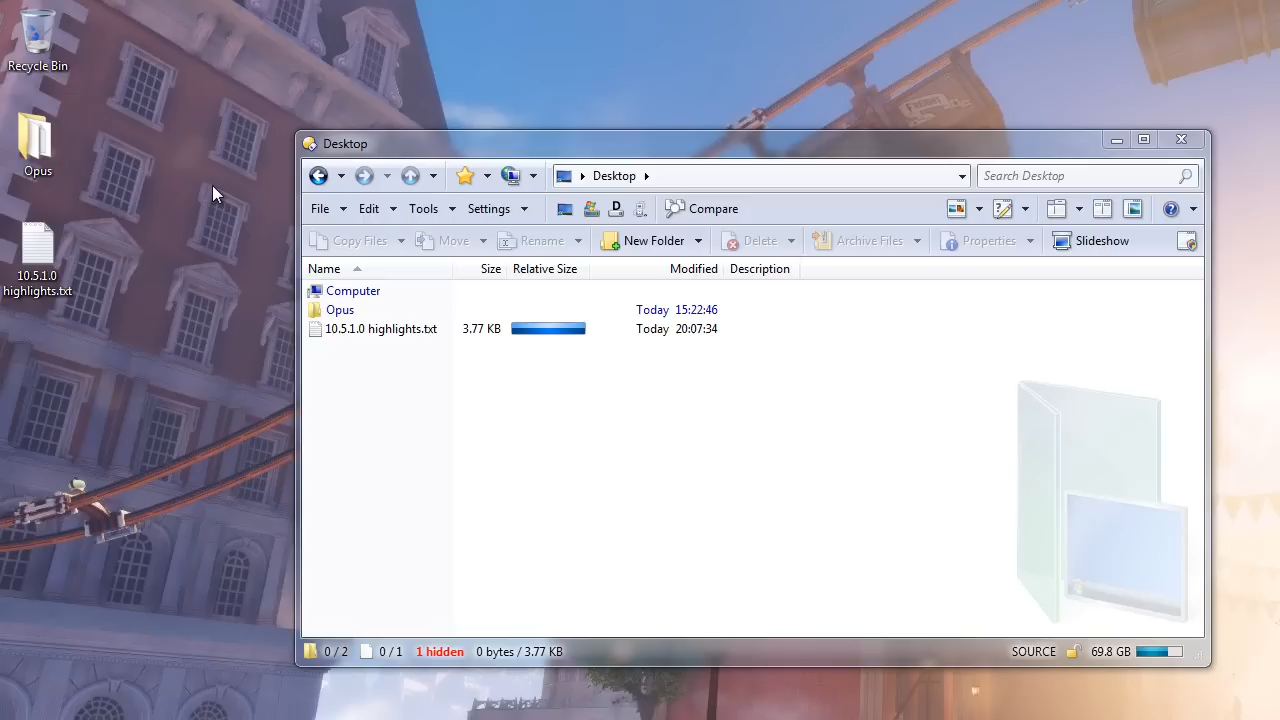 Recycle Bin
Opus
10.5.1.0
highlights.txt
Desktop
Desktop
Search Desktop
File Edit Tools Settings D Compare
Copy Files Move Rename New Folder Delete Archive Files Properties Slideshow
Name Size Relative Size Modified Description
Computer
Opus Today 15:22:46
10.5.1.0 highlights.txt 3.77 KB Today 20:07:34
0 / 2 0 / 1 1 hidden 0 bytes / 3.77 KB SOURCE 69.8 GB